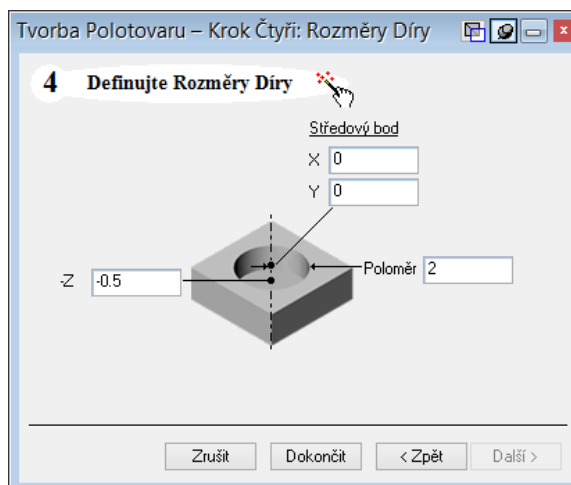 Tvorba Polotovaru – Krok Čtyři: Rozměry Díry
4 Definujte Rozměry Díry
Středový bod
X 0
Y 0
-Z -0.5
Poloměr 2
Zrušit Dokončit < Zpět Další >